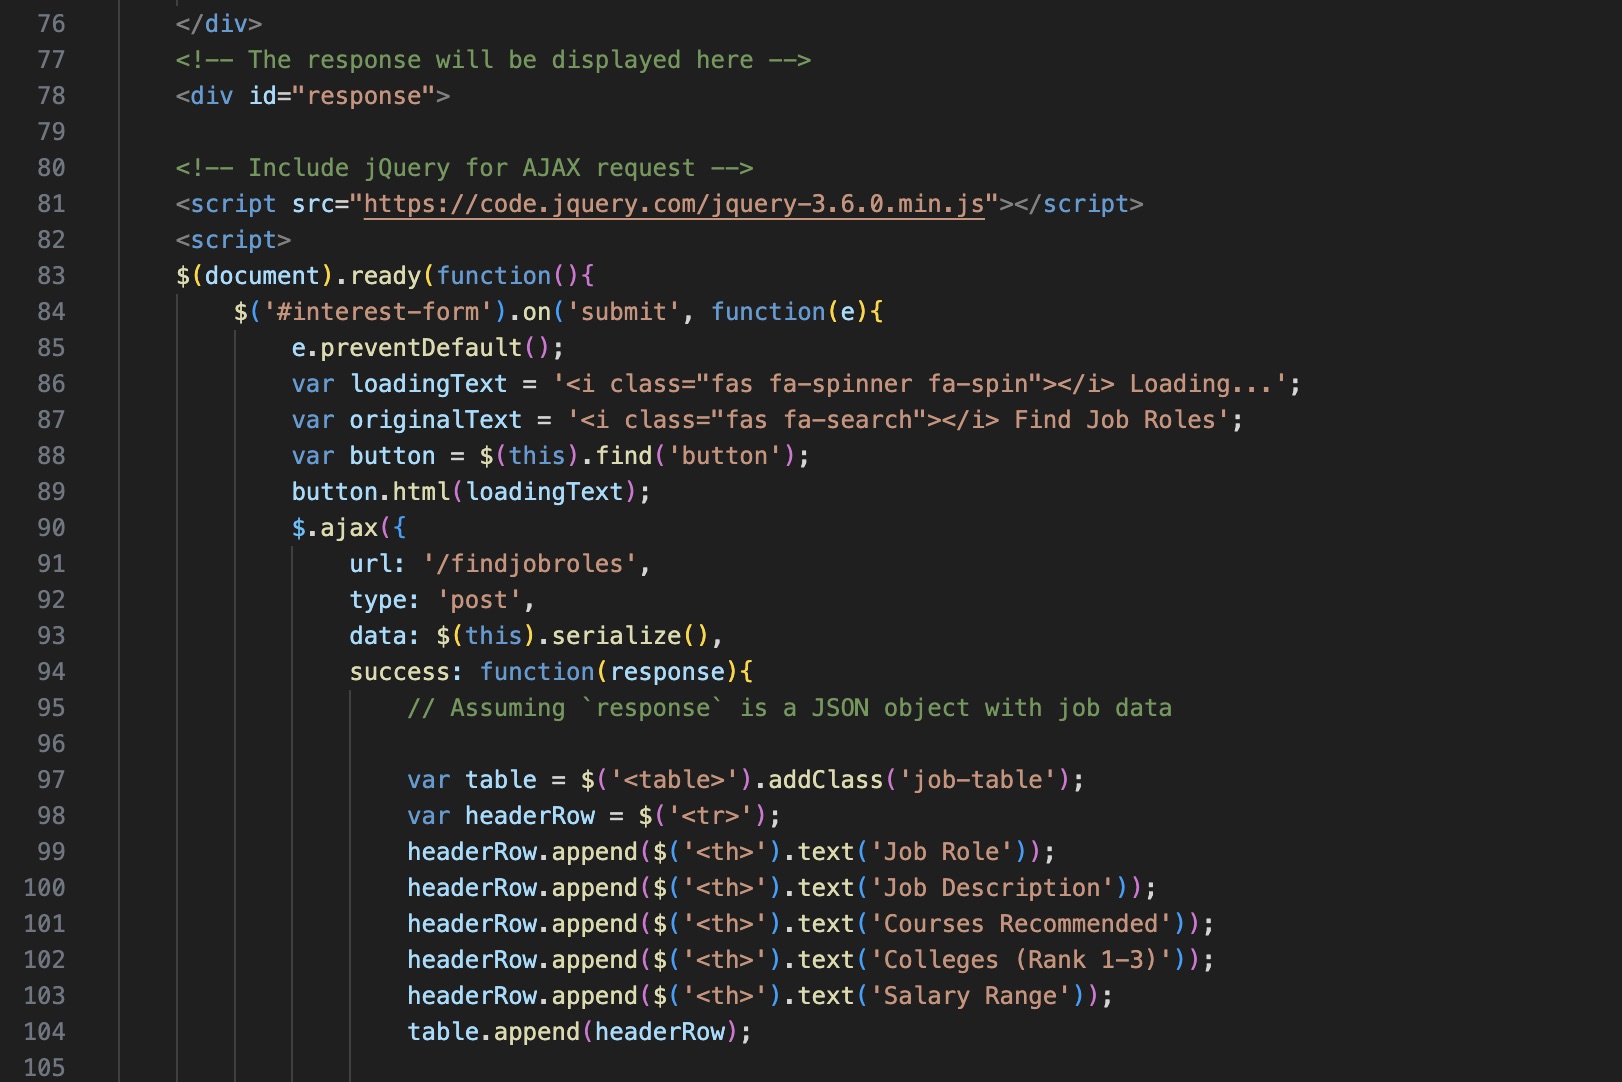 76 </div>
77 <!-- The response will be displayed here -->
78 <div id="response">
79
80 <!-- Include jQuery for AJAX request -->
81 <script src="https://code.jquery.com/jquery-3.6.0.min.js"></script>
82 <script>
83 $(document).ready(function(){
84     $('#interest-form').on('submit', function(e){
85         e.preventDefault();
86         var loadingText = '<i class="fas fa-spinner fa-spin"></i> Loading...';
87         var originalText = '<i class="fas fa-search"></i> Find Job Roles';
88         var button = $(this).find('button');
89         button.html(loadingText);
90         $.ajax({
91             url: '/findjobroles',
92             type: 'post',
93             data: $(this).serialize(),
94             success: function(response){
95                 // Assuming `response` is a JSON object with job data
96
97                 var table = $('<table>').addClass('job-table');
98                 var headerRow = $('<tr>');
99                 headerRow.append($('<th>').text('Job Role'));
100                 headerRow.append($('<th>').text('Job Description'));
101                 headerRow.append($('<th>').text('Courses Recommended'));
102                 headerRow.append($('<th>').text('Colleges (Rank 1-3)'));
103                 headerRow.append($('<th>').text('Salary Range'));
104                 table.append(headerRow);
105